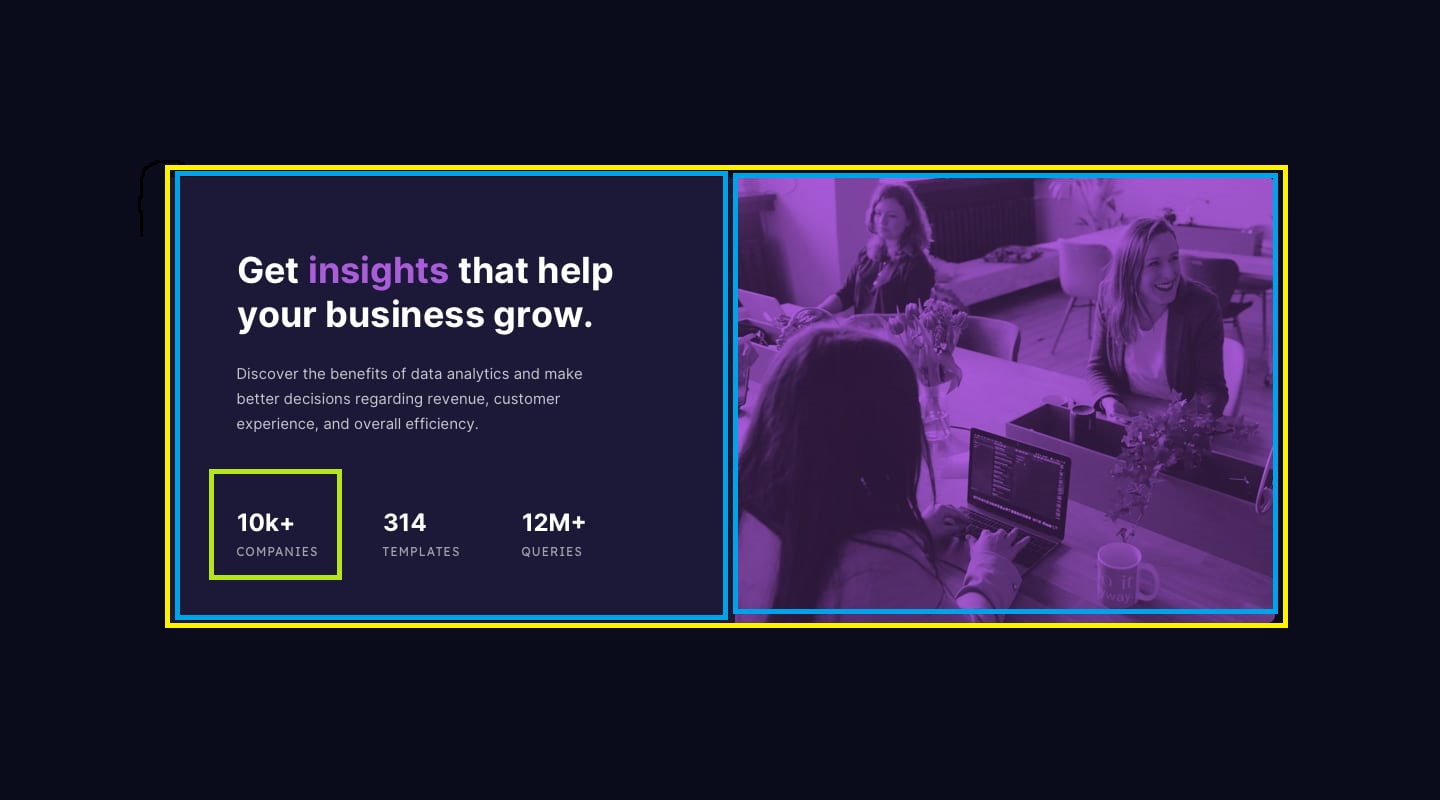 Get insights that help
your business grow.
Discover the benefits of data analytics and make
better decisions regarding revenue, customer
experience, and overall efficiency.
10k+ 314 12M+
COMPANIES TEMPLATES QUERIES